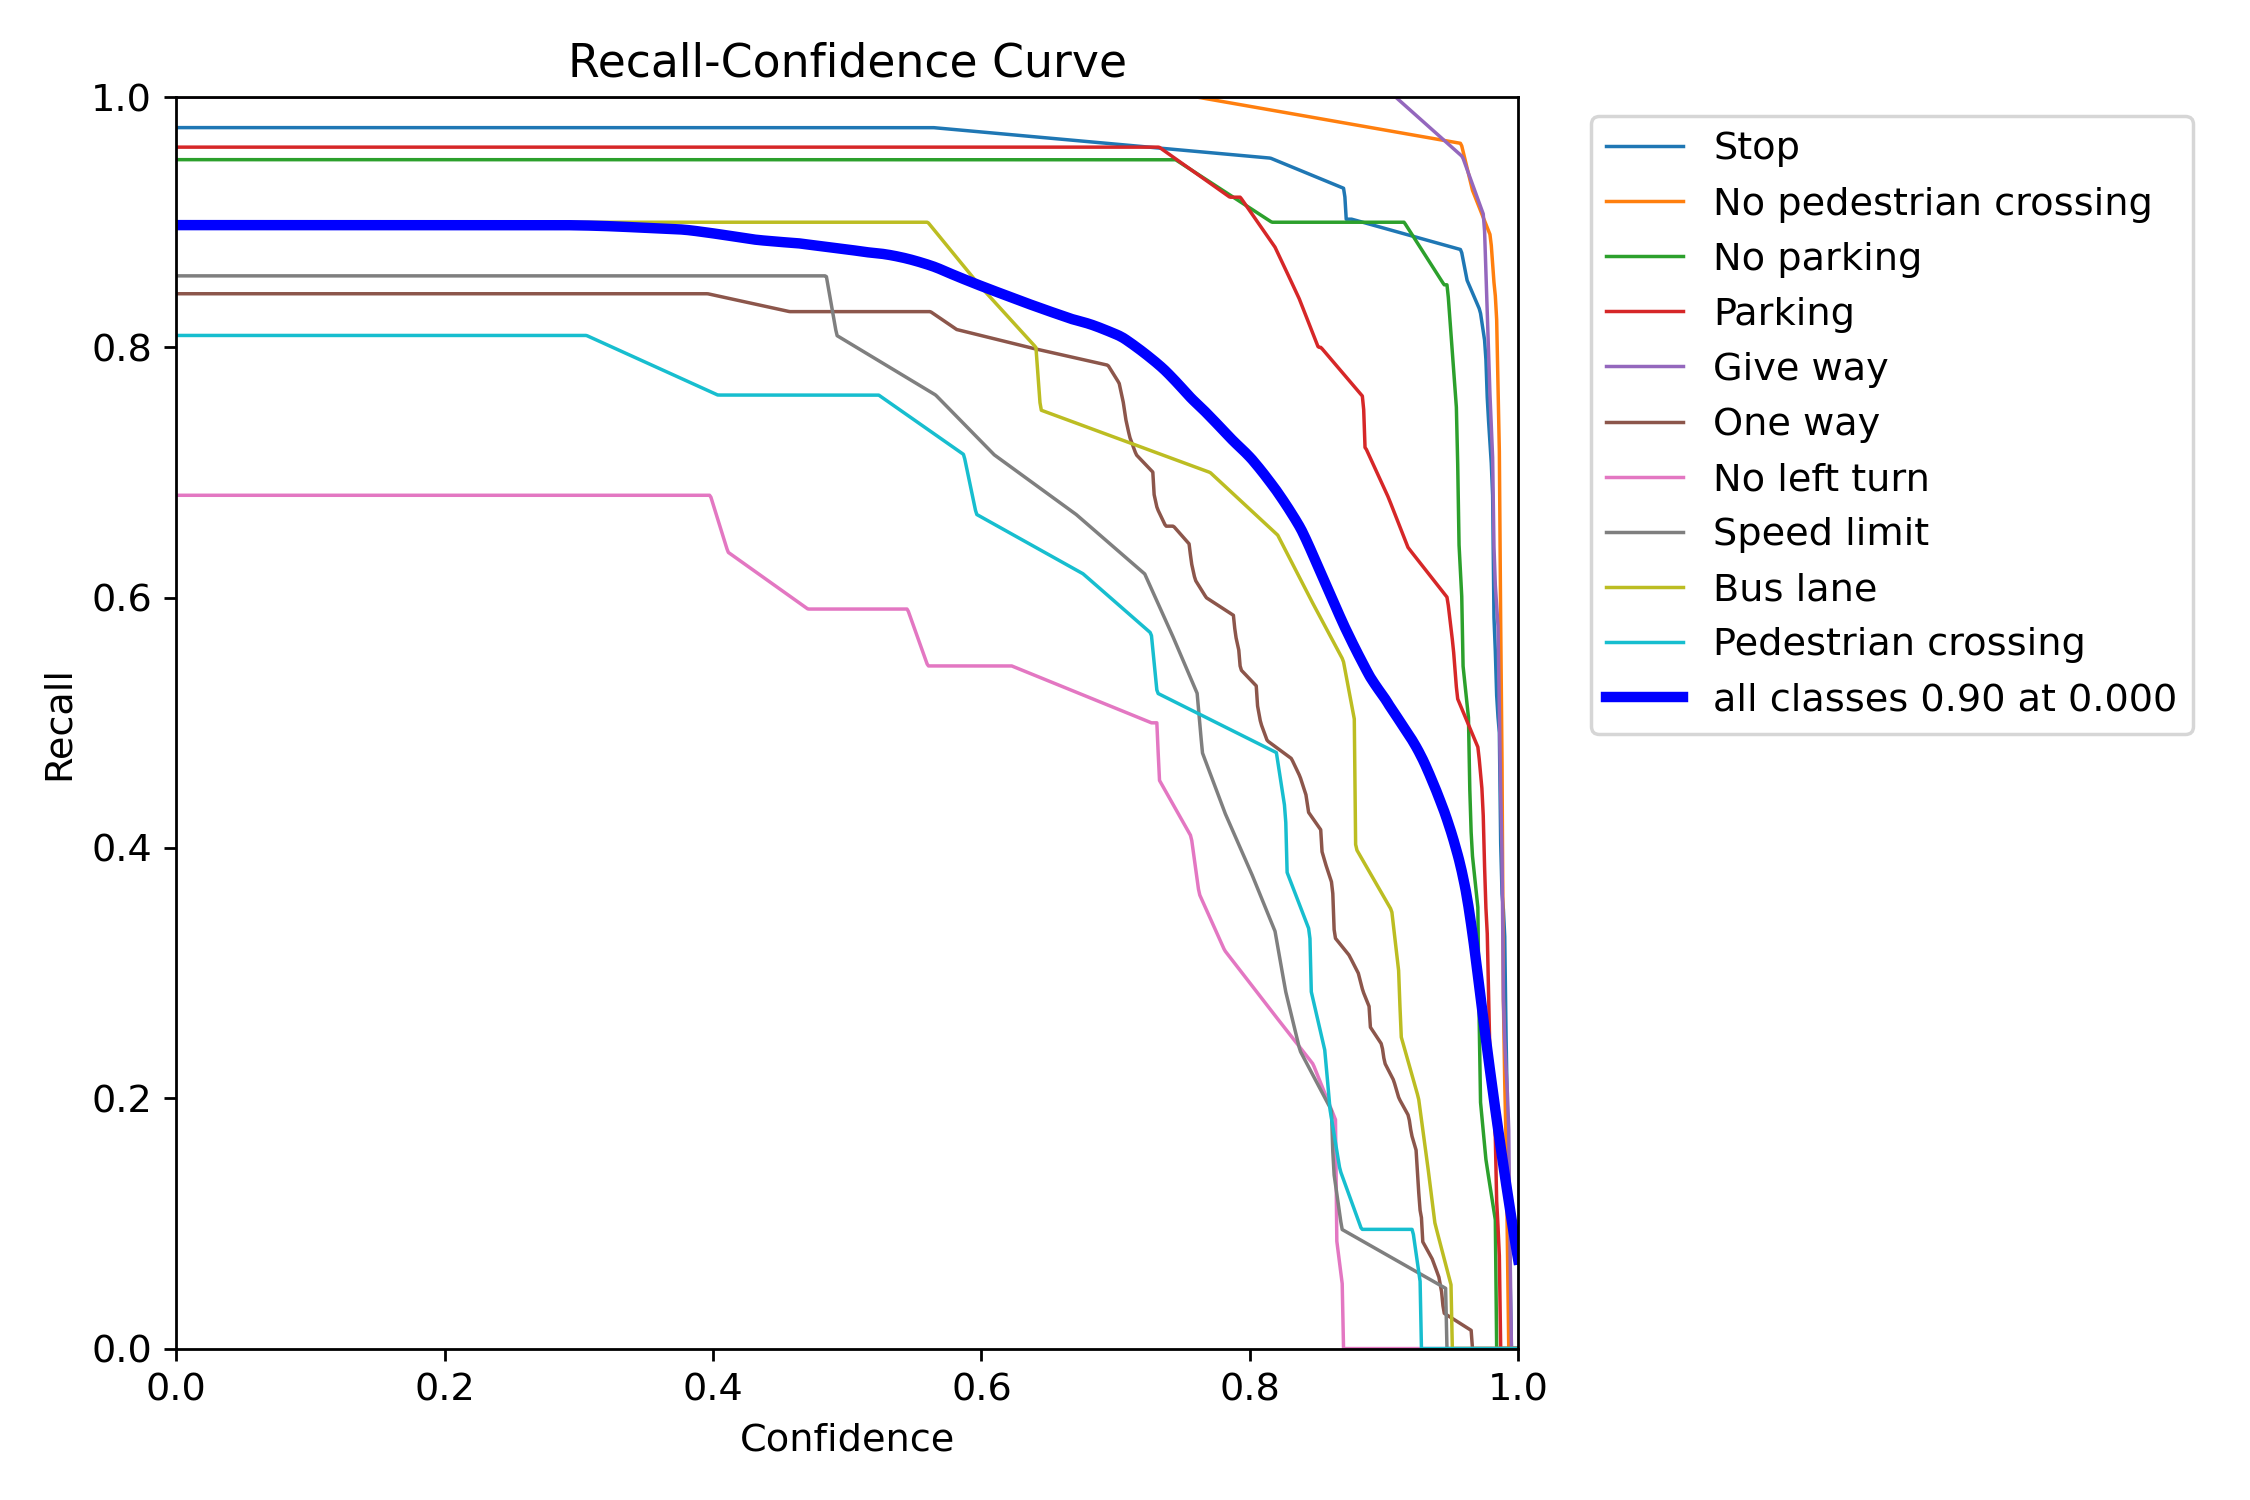 Recall-Confidence Curve
1.0
0.8
0.6
0.4
0.2
0.0
Recall
0.0 0.2 0.4 0.6 0.8 1.0
Confidence
Stop
No pedestrian crossing
No parking
Parking
Give way
One way
No left turn
Speed limit
Bus lane
Pedestrian crossing
all classes 0.90 at 0.000